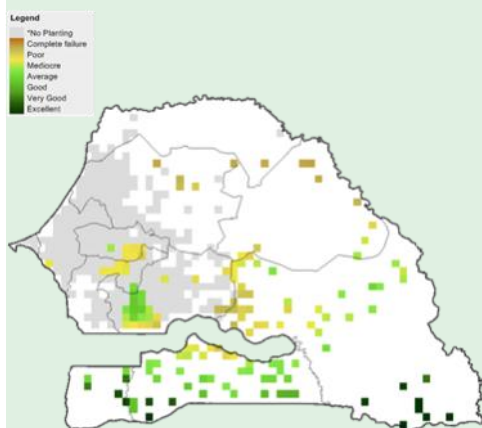 Legend
*No Planting
Complete failure
Poor
Mediocre
Average
Good
Very Good
Excellent